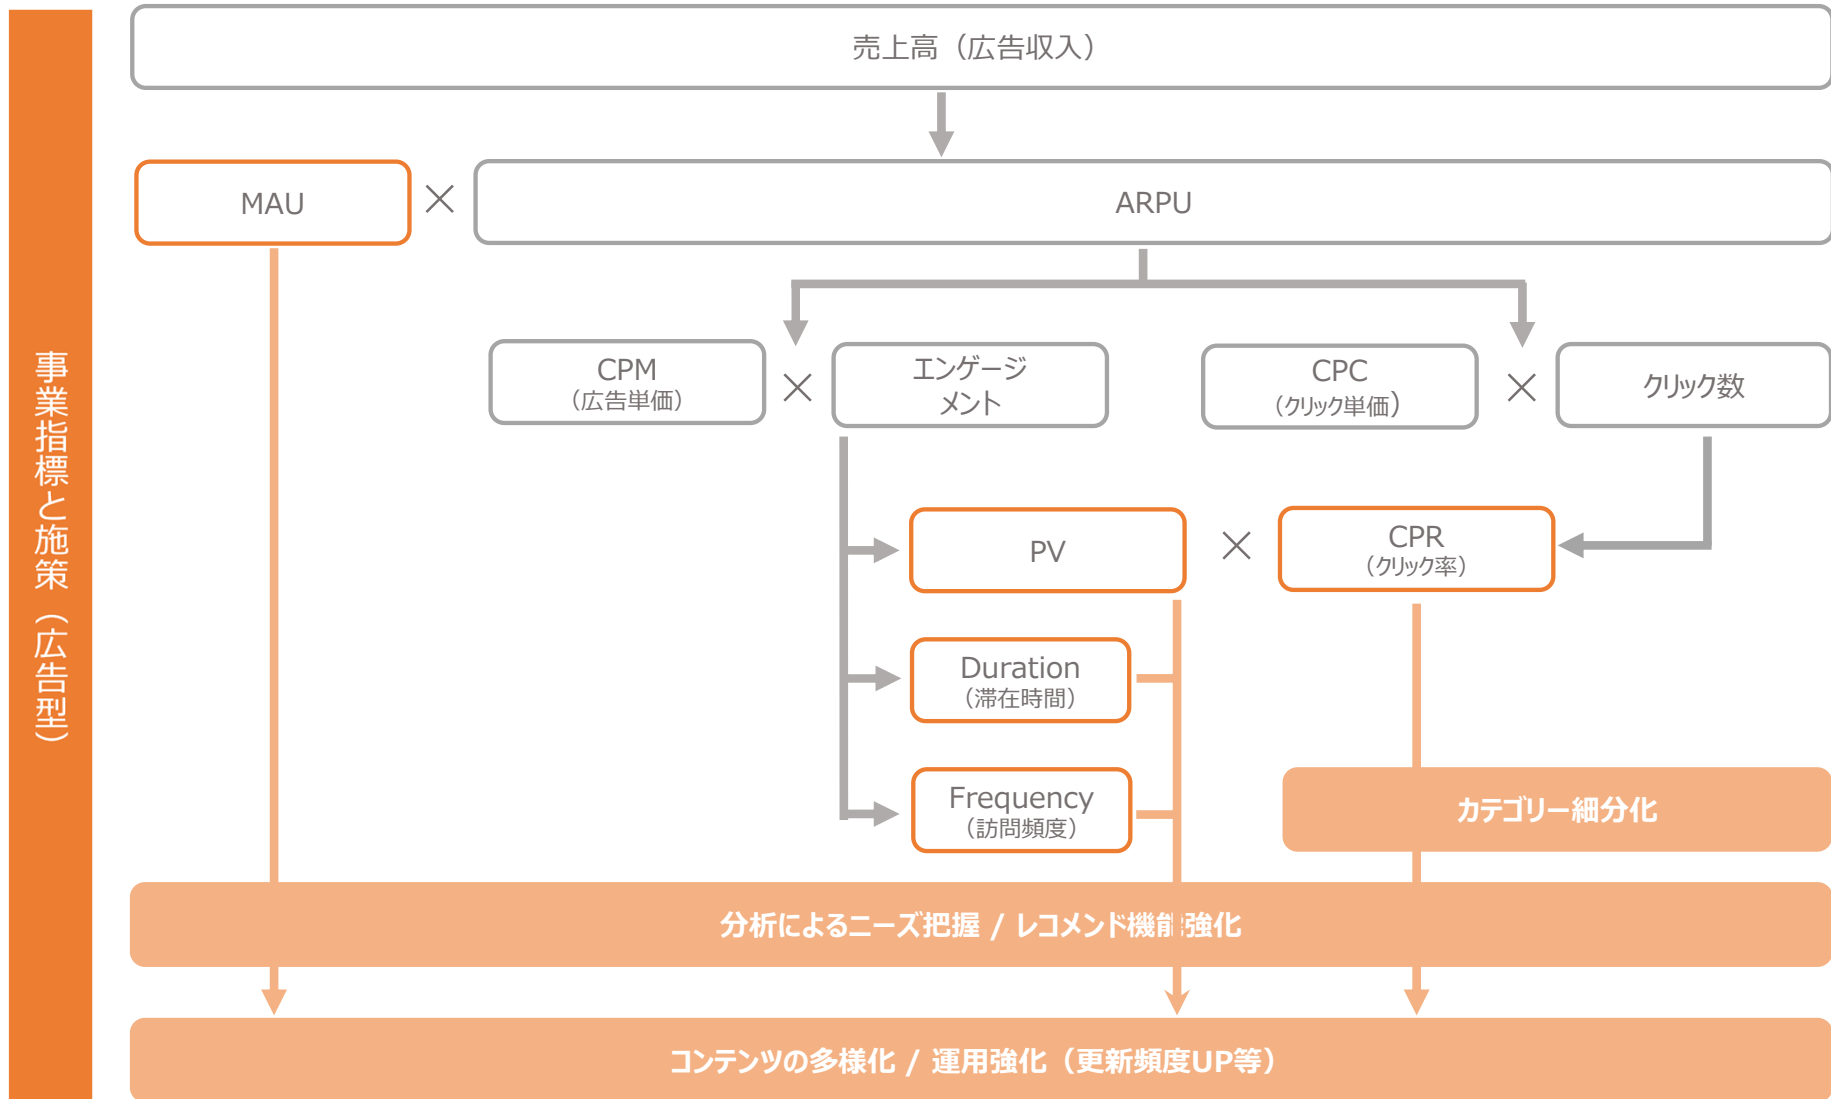 事業指標と施策（広告型）
売上高（広告収入）
MAU
×
ARPU
CPM
（広告単価）
×
エンゲージ
メント
CPC
（クリック単価）
×
クリック数
PV
×
CPR
（クリック率）
Duration
（滞在時間）
Frequency
（訪問頻度）
カテゴリー細分化
分析によるニーズ把握 / レコメンド機能強化
コンテンツの多様化 / 運用強化（更新頻度UP等）